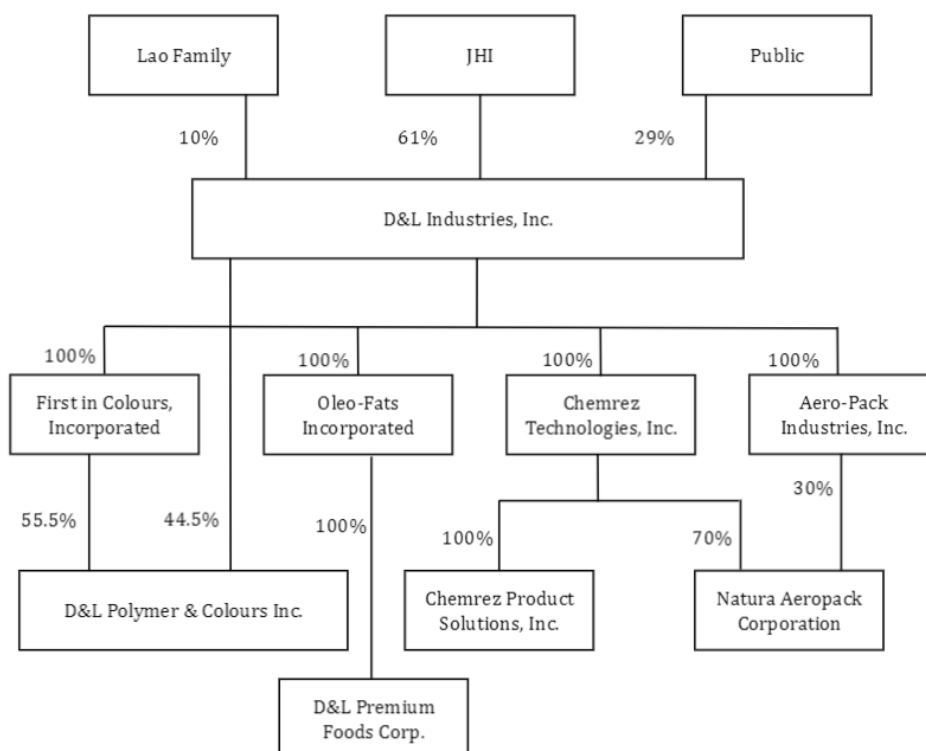 Lao Family
JHI
Public
10%
61%
29%
D&L Industries, Inc.
100%
100%
100%
100%
First in Colours,
Incorporated
Oleo-Fats
Incorporated
Chemrez
Technologies, Inc.
Aero-Pack
Industries, Inc.
55.5%
44.5%
100%
100%
70%
30%
D&L Polymer & Colours Inc.
Chemrez Product
Solutions, Inc.
Natura Aeropack
Corporation
D&L Premium
Foods Corp.